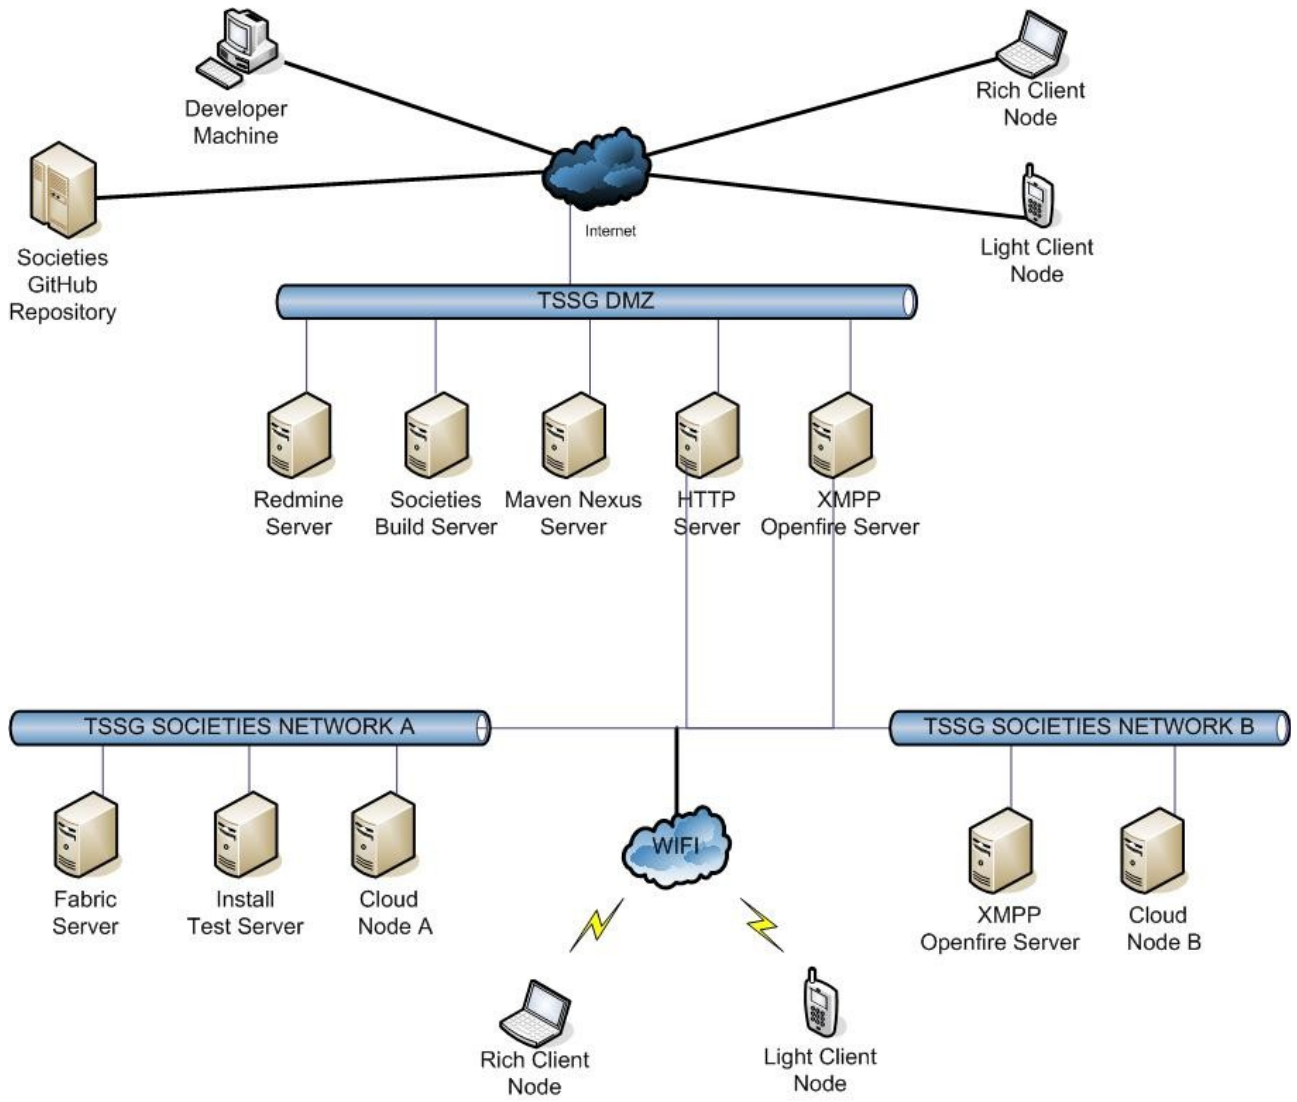 Developer
Machine
Rich Client
Node
Societies
GitHub
Repository
Internet
Light Client
Node
TSSG DMZ
Redmine
Server
Societies
Build Server
Maven Nexus
Server
HTTP
Server
XMPP
Openfire Server
TSSG SOCIETIES NETWORK A
TSSG SOCIETIES NETWORK B
WIFI
Fabric
Server
Install
Test Server
Cloud
Node A
XMPP
Openfire Server
Cloud
Node B
Rich Client
Node
Light Client
Node